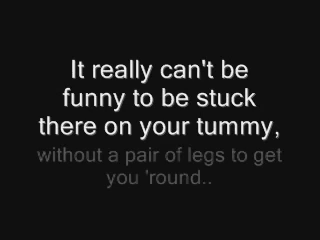 It really can't be
funny to be stuck
there on your tummy,
without a pair of legs to get
you 'round..